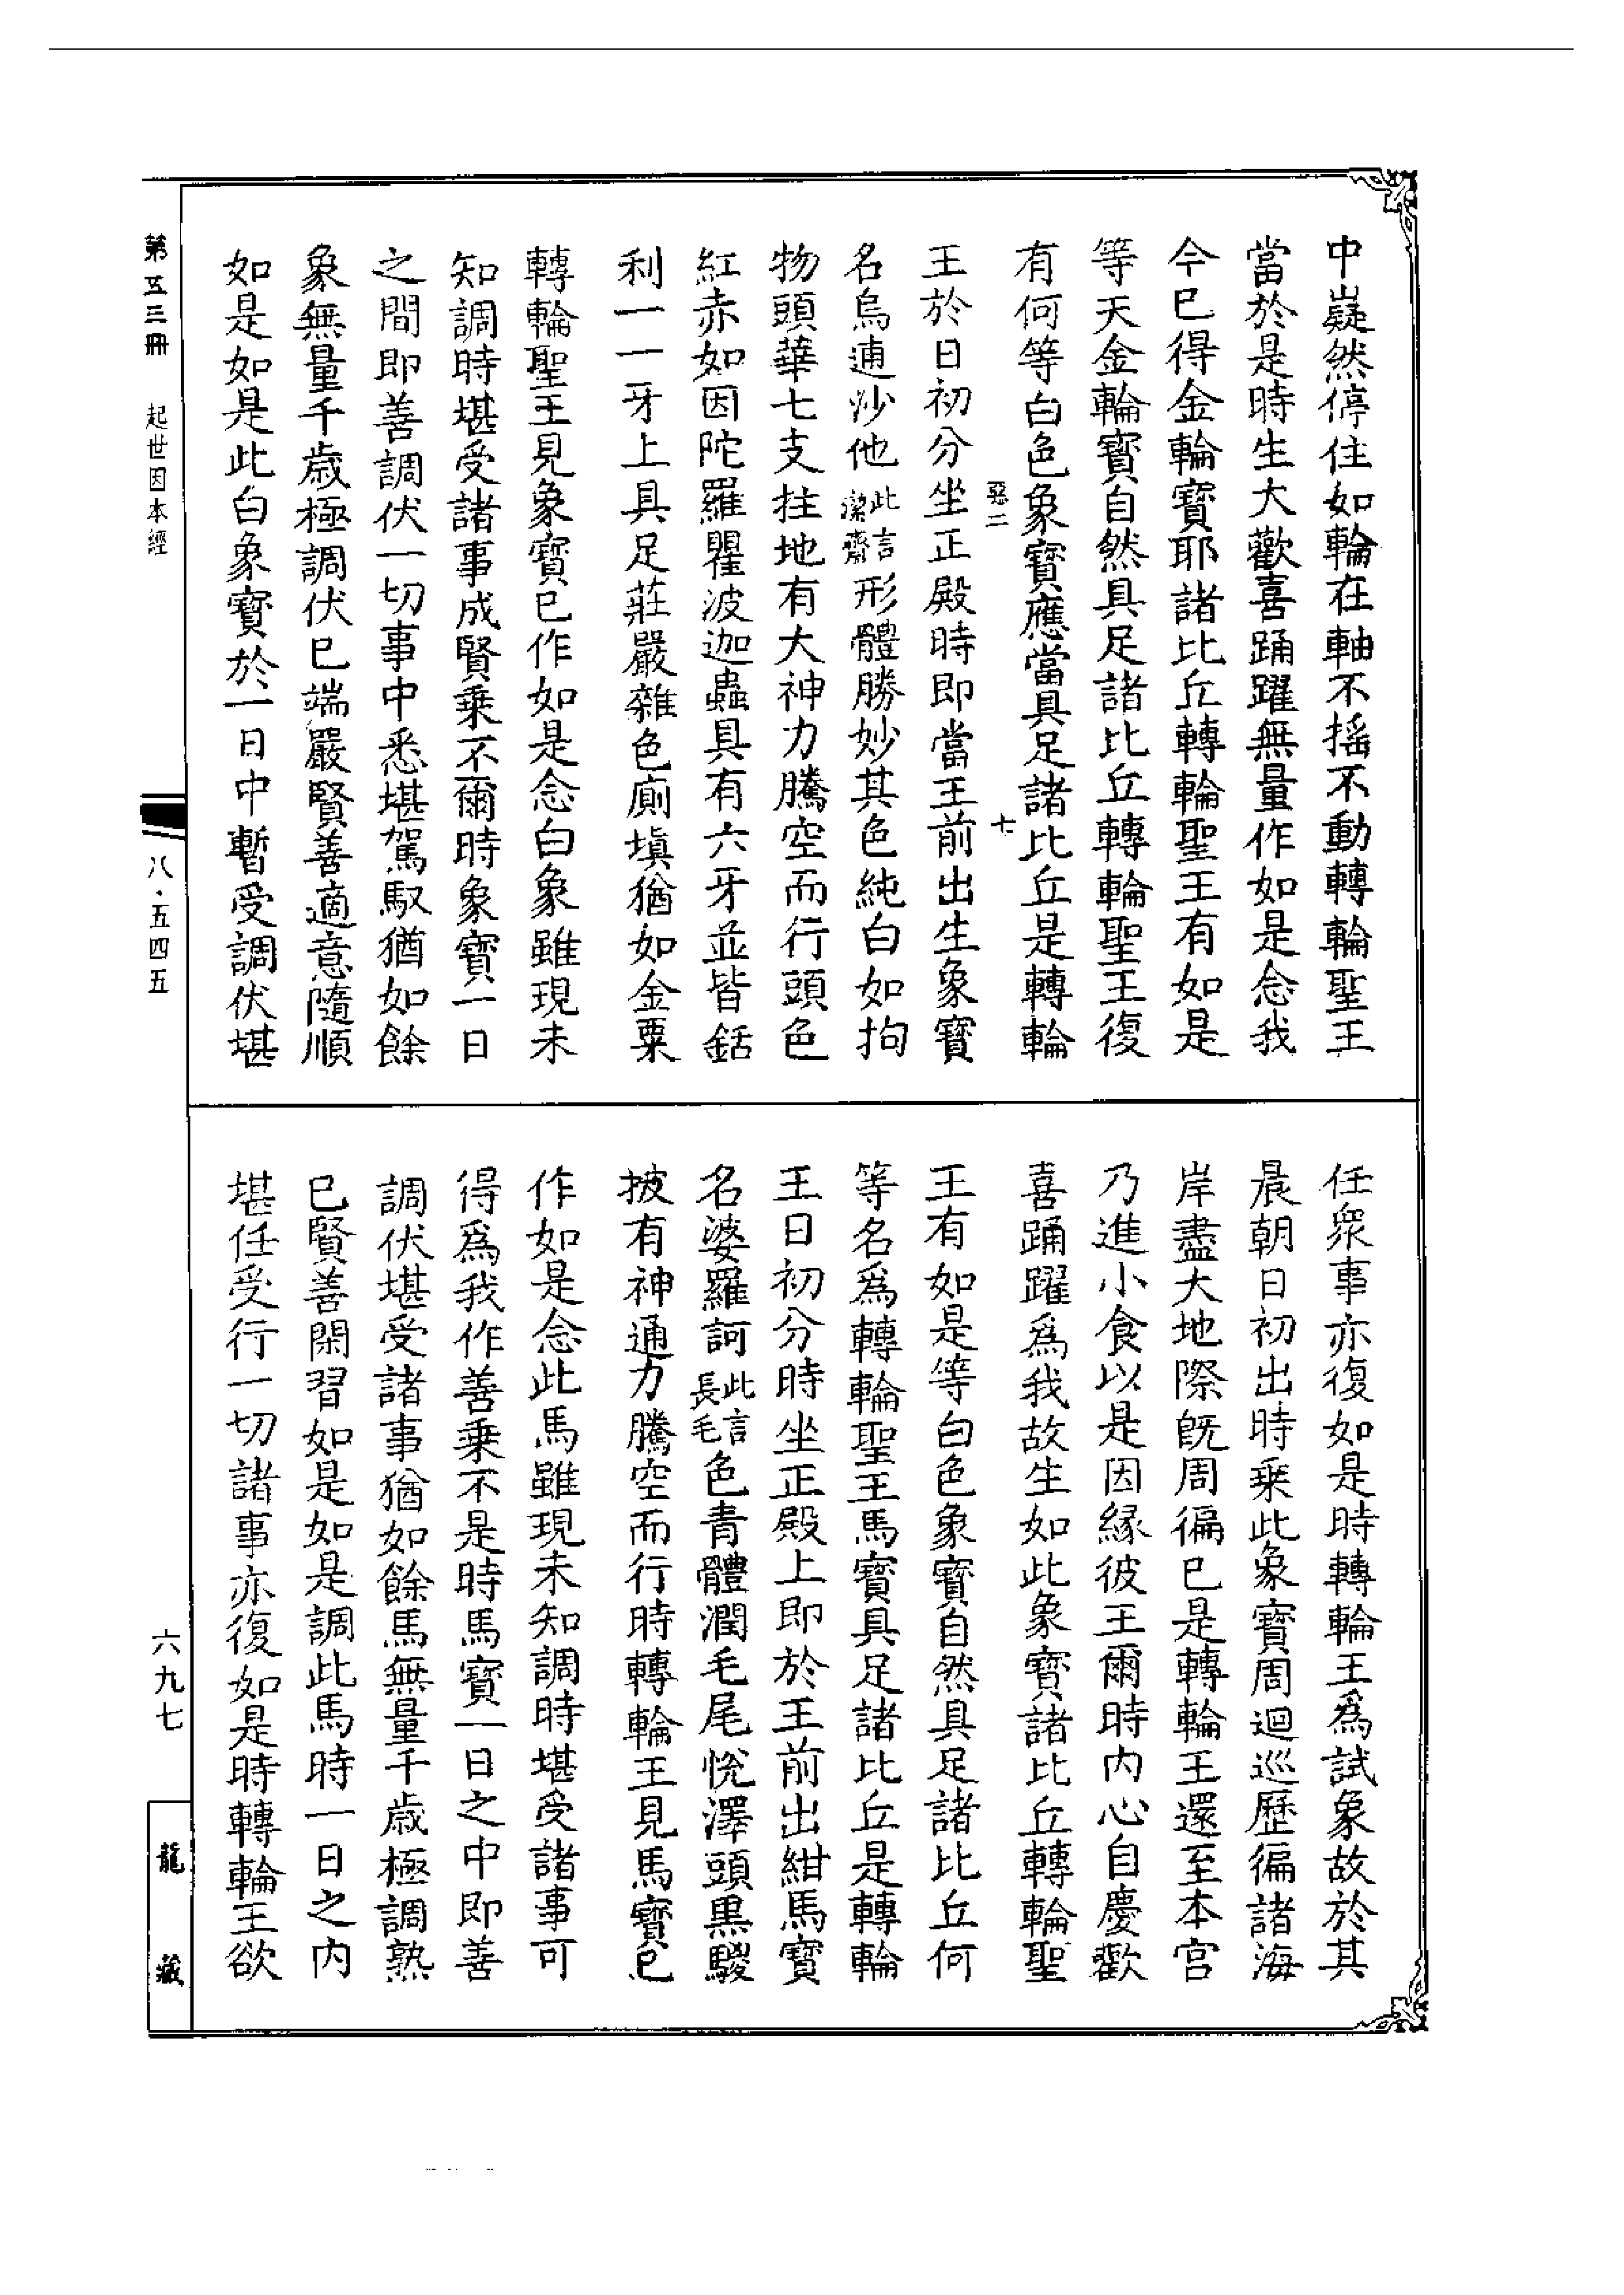 中嶷然停住如輪在軸不搖不動轉輪聖王
當於是時生大歡喜踊躍無量作如是念我
今已得金輪寶耶諸比丘轉輪聖王有如是
等天金輪寶自然具足諸比丘轉輪聖王復
有何等白色象寶應當具足諸比丘是轉輪
惡二　七
王於日初分坐正殿時即當王前出生象寶
名烏逋沙他此言潔齋形體勝妙其色純白如拘
物頭華七支拄地有大神力騰空而行頭色
紅赤如因陀羅瞿波迦蟲具有六牙並皆銛
利一一牙上具足莊嚴雜色廁塡猶如金粟
轉輪聖王見象寶已作如是念白象雖現未
知調時堪受諸事成賢乘不爾時象寶一日
之間即善調伏一切事中悉堪駕馭猶如餘
象無量千歲極調伏已端嚴賢善適意隨順
如是如是此白象寶於一日中暫受調伏堪
任衆事亦復如是時轉輪王爲試象故於其
晨朝日初出時乘此象寶周迴巡歷徧諸海
岸盡大地際旣周徧已是轉輪王還至本宮
乃進小食以是因緣彼王爾時內心自慶歡
喜踊躍爲我故生如此象寶諸比丘轉輪聖
王有如是等白色象寶自然具足諸比丘何
等名爲轉輪聖王馬寶具足諸比丘是轉輪
王日初分時坐正殿上即於王前出紺馬寶
名婆羅訶此言長毛色青體潤毛尾悅澤頭黒騣
披有神通力騰空而行時轉輪王見馬寶已
作如是念此馬雖現未知調時堪受諸事可
得爲我作善乘不是時馬寶一日之中即善
調伏堪受諸事猶如餘馬無量千歲極調熟
已賢善閑習如是如是調此馬時一日之內
堪任受行一切諸事亦復如是時轉輪王欲
第五三冊　起世因本經
八·五四五
六九七
龍藏